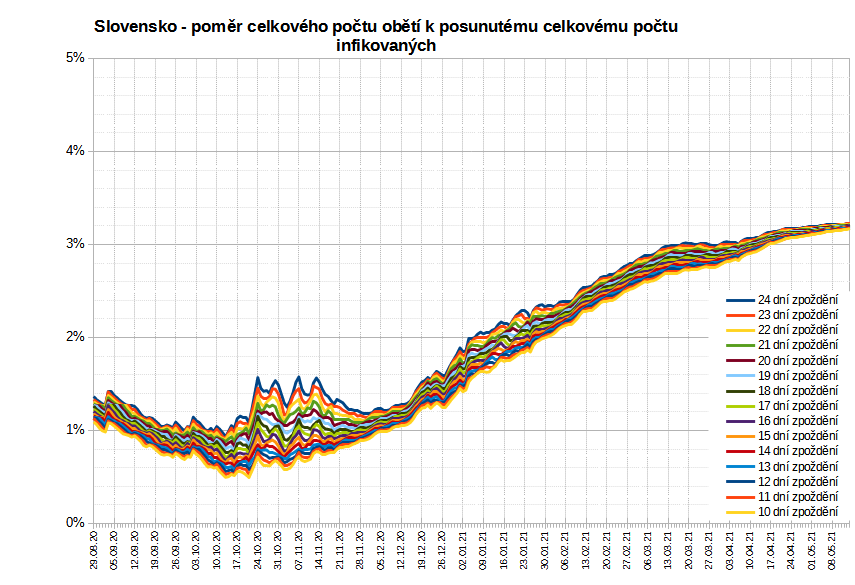 Slovensko - poměr celkového počtu obětí k posunutému celkovému počtu
infikovaných
5%
4%
3%
2%
1%
0%
24 dní zpoždění
23 dní zpoždění
22 dní zpoždění
21 dní zpoždění
20 dní zpoždění
19 dní zpoždění
18 dní zpoždění
17 dní zpoždění
16 dní zpoždění
15 dní zpoždění
14 dní zpoždění
13 dní zpoždění
12 dní zpoždění
11 dní zpoždění
10 dní zpoždění
29.08.20
05.09.20
12.09.20
19.09.20
26.09.20
03.10.20
10.10.20
17.10.20
24.10.20
31.10.20
07.11.20
14.11.20
21.11.20
28.11.20
05.12.20
12.12.20
19.12.20
26.12.20
02.01.21
09.01.21
16.01.21
23.01.21
30.01.21
06.02.21
13.02.21
20.02.21
27.02.21
06.03.21
13.03.21
20.03.21
27.03.21
03.04.21
10.04.21
17.04.21
24.04.21
01.05.21
08.05.21